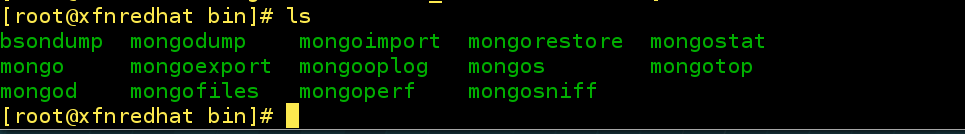 [root@xfnredhat bin]# ls
bsondump mongodump mongoimport mongorestore mongostat
mongo mongoexport mongooplog mongos mongotop
mongod mongofiles mongoperf mongosniff
[root@xfnredhat bin]#